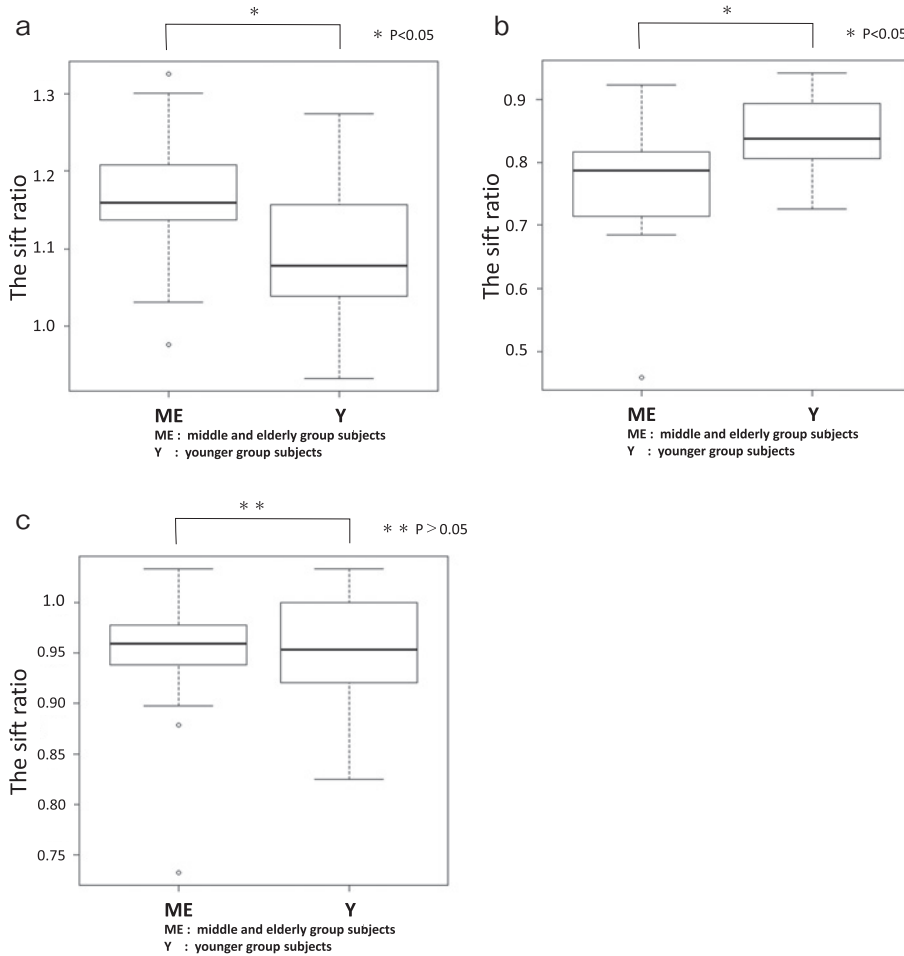 a
*
* P<0.05
The sift ratio
1.3
1.2
1.1
1.0
ME Y
ME : middle and elderly group subjects
Y : younger group subjects
b
*
* P<0.05
The sift ratio
0.9
0.8
0.7
0.6
0.5
ME Y
ME : middle and elderly group subjects
Y : younger group subjects
c
* *
* * P>0.05
The sift ratio
1.0
0.95
0.90
0.85
0.80
0.75
ME Y
ME : middle and elderly group subjects
Y : younger group subjects